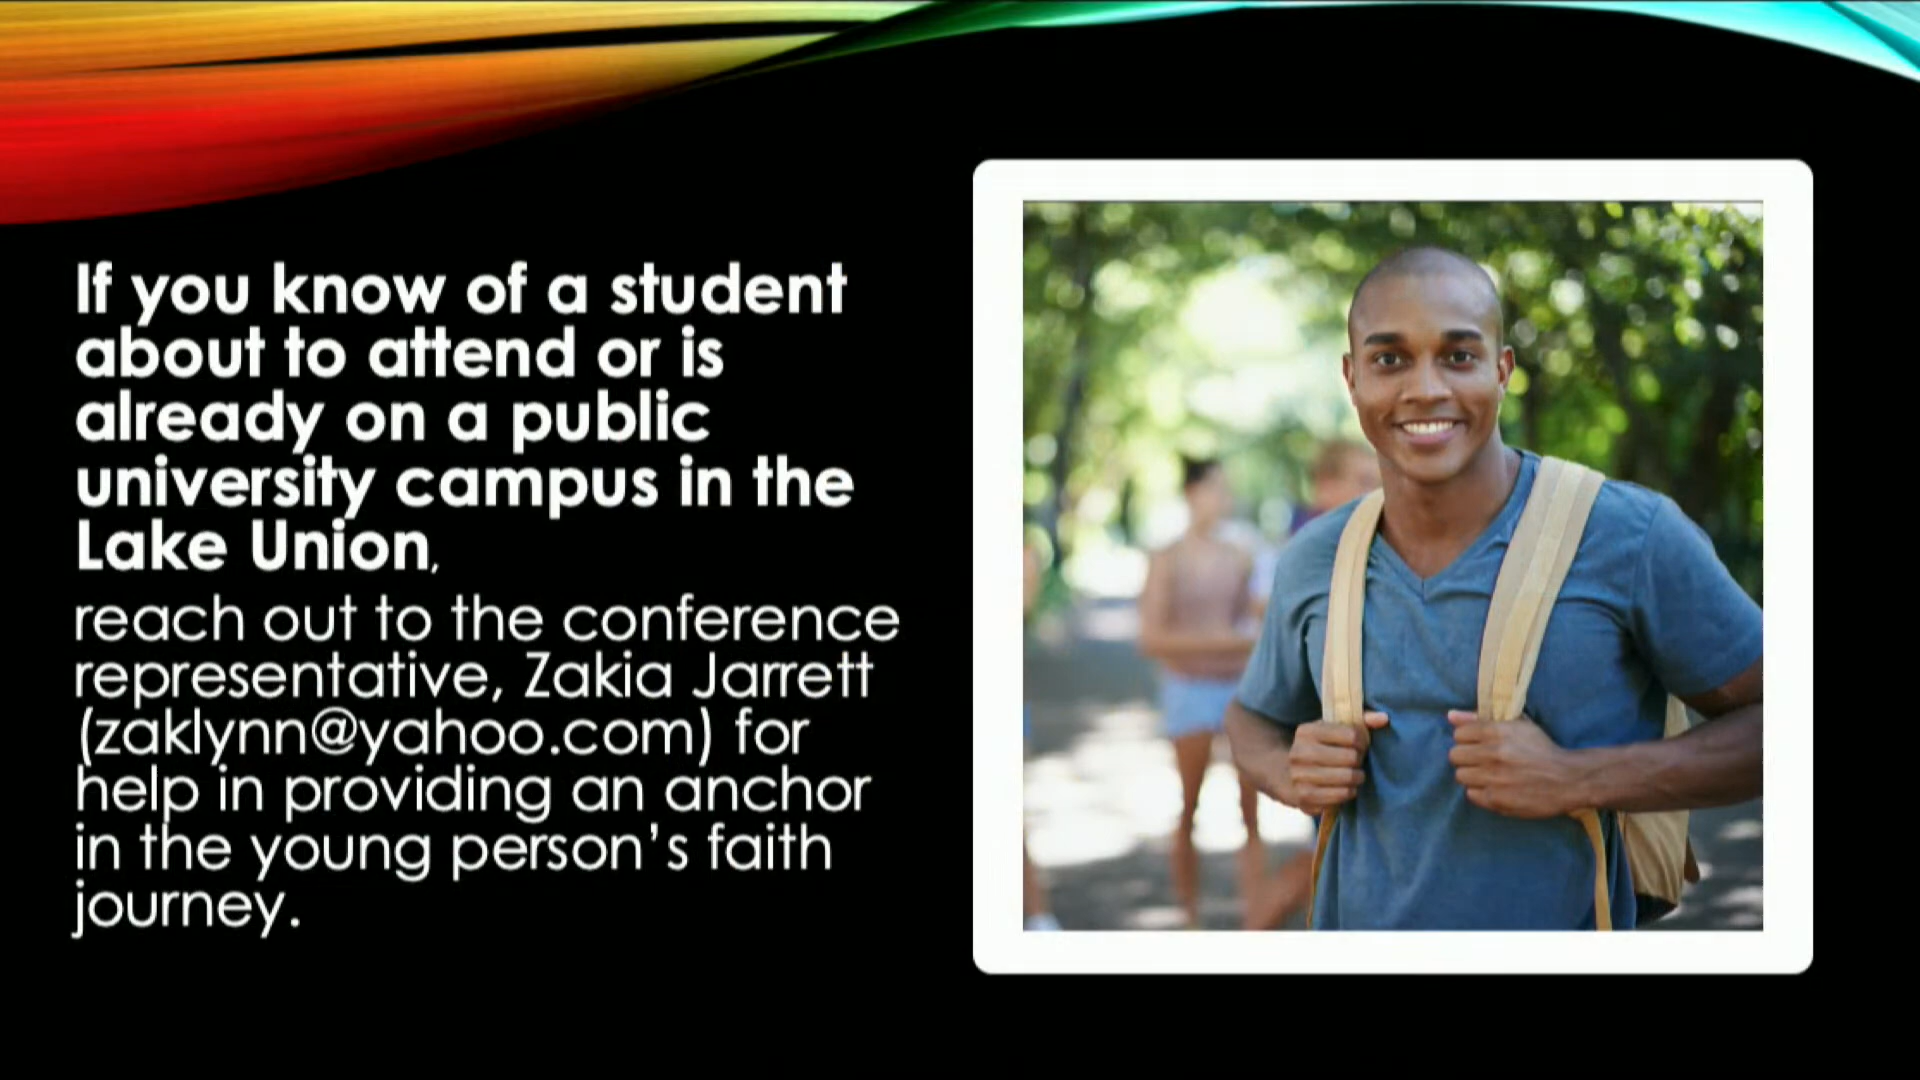 If you know of a student
about to attend or is
already on a public
university campus in the
Lake Union,
reach out to the conference
representative, Zakia Jarrett
(zaklynn@yahoo.com) for
help in providing an anchor
in the young person’s faith
journey.